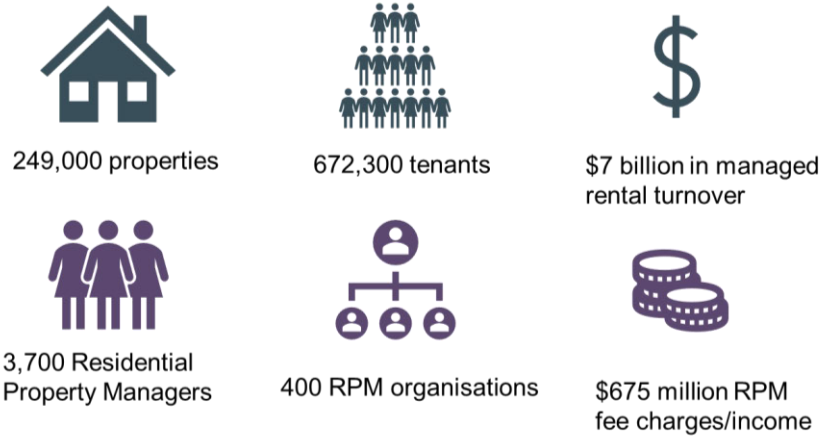 249,000 properties
672,300 tenants
$7 billion in managed
rental turnover
3,700 Residential
Property Managers
400 RPM organisations
$675 million RPM
fee charges/income